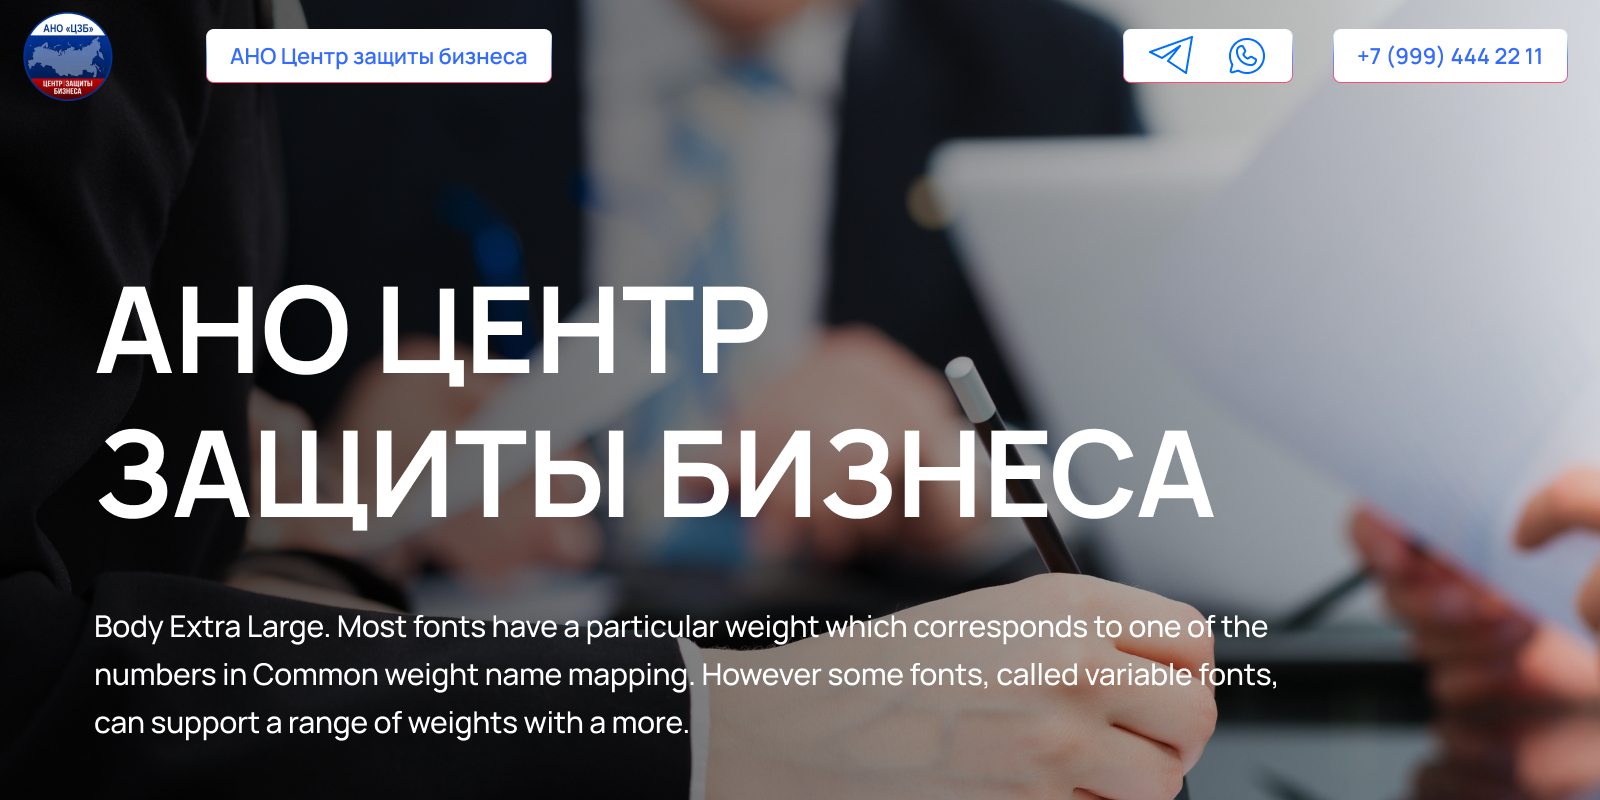 АНО «ЦЗБ»
ЦЕНТР ЗАЩИТЫ
БИЗНЕСА
АНО Центр защиты бизнеса
+7 (999) 444 22 11
АНО ЦЕНТР
ЗАЩИТЫ БИЗНЕСА
Body Extra Large. Most fonts have a particular weight which corresponds to one of the
numbers in Common weight name mapping. However some fonts, called variable fonts,
can support a range of weights with a more.